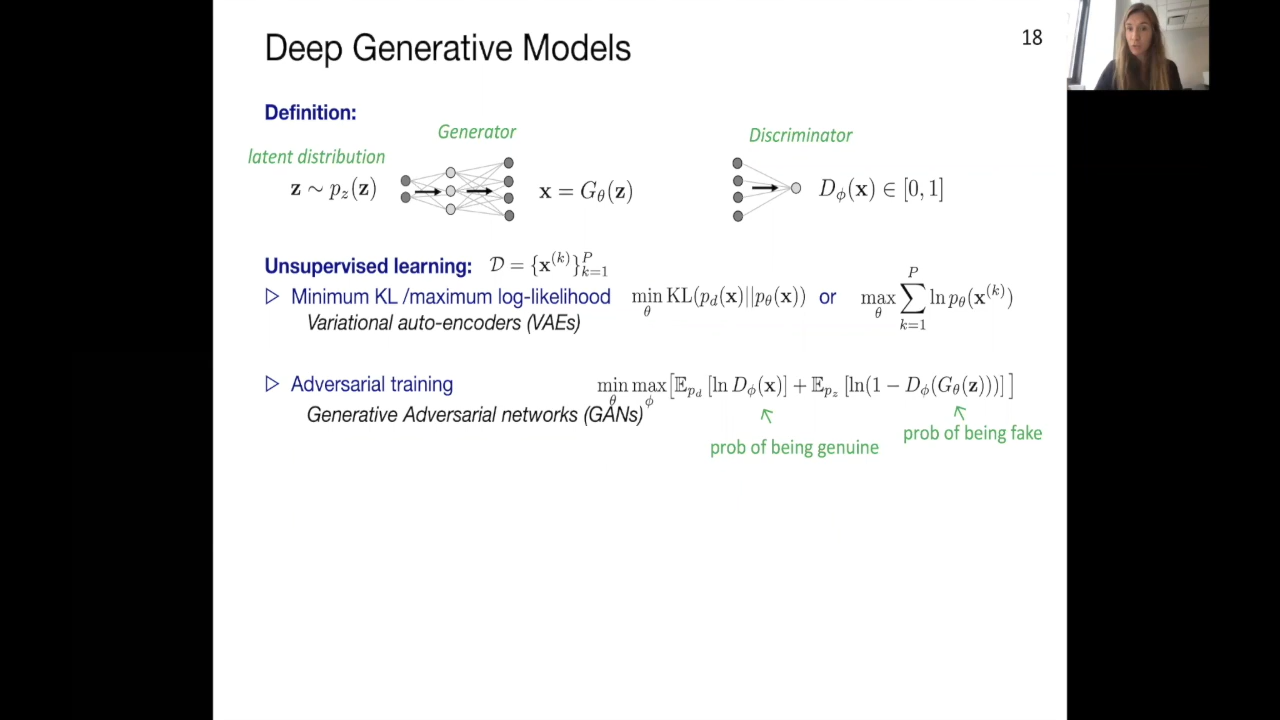 Deep Generative Models
18
Definition:
Generator
Discriminator
latent distribution
z ∼ p_z(z)
x = G_θ(z)
D_ϕ(x) ∈ [0, 1]
Unsupervised learning: 𝒟 = {x^(k)}_{k=1}^P
▷ Minimum KL /maximum log-likelihood min_θ KL(p_d(x)||p_θ(x)) or max_θ ∑_{k=1}^P ln p_θ(x^(k))
Variational auto-encoders (VAEs)
▷ Adversarial training min_θ max_ϕ [𝔼_{p_d} [ln D_ϕ(x)] + 𝔼_{p_z} [ln(1 − D_ϕ(G_θ(z)))] ]
Generative Adversarial networks (GANs)
prob of being genuine
prob of being fake